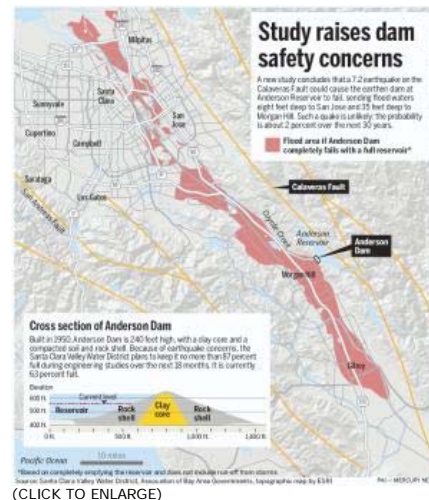 Study raises dam
safety concerns
A new study concludes that a 7.2 earthquake on the
Calaveras Fault could cause the earthen dam at
Anderson Reservoir to fail, sending flood waters
eight feet deep to San Jose and 35 feet deep to
Morgan Hill. Such a quake is unlikely: the probability
is about 2 percent over the next 30 years.
Flood area if Anderson Dam
completely fails with a full reservoir*
Milpitas
Santa
Clara
Sunnyvale
San
Jose
Cupertino
Campbell
Saratoga
Los Gatos
San Andreas Fault
Calaveras Fault
Coyote Creek
Anderson
Reservoir
Anderson
Dam
Morgan Hill
Gilroy
Cross section of Anderson Dam
Built in 1950, Anderson Dam is 240 feet high, with a clay core and a
compacted soil and rock shell. Because of earthquake concerns, the
Santa Clara Valley Water District plans to keep it no more than 87 percent
full during engineering studies over the next 18 months. It is currently
63 percent full.
Elevation
600 ft.
Current level
500 ft.
Reservoir
Rock
shell
Clay
core
Rock
shell
400 ft.
0 ft.
500 ft.
1,000 ft.
Pacific Ocean
10 miles
*Based on completely emptying the reservoir and does not include run-off from storms
Source: Santa Clara Valley Water District, Association of Bay Area Governments, topographic map by ESRI
(CLICK TO ENLARGE)